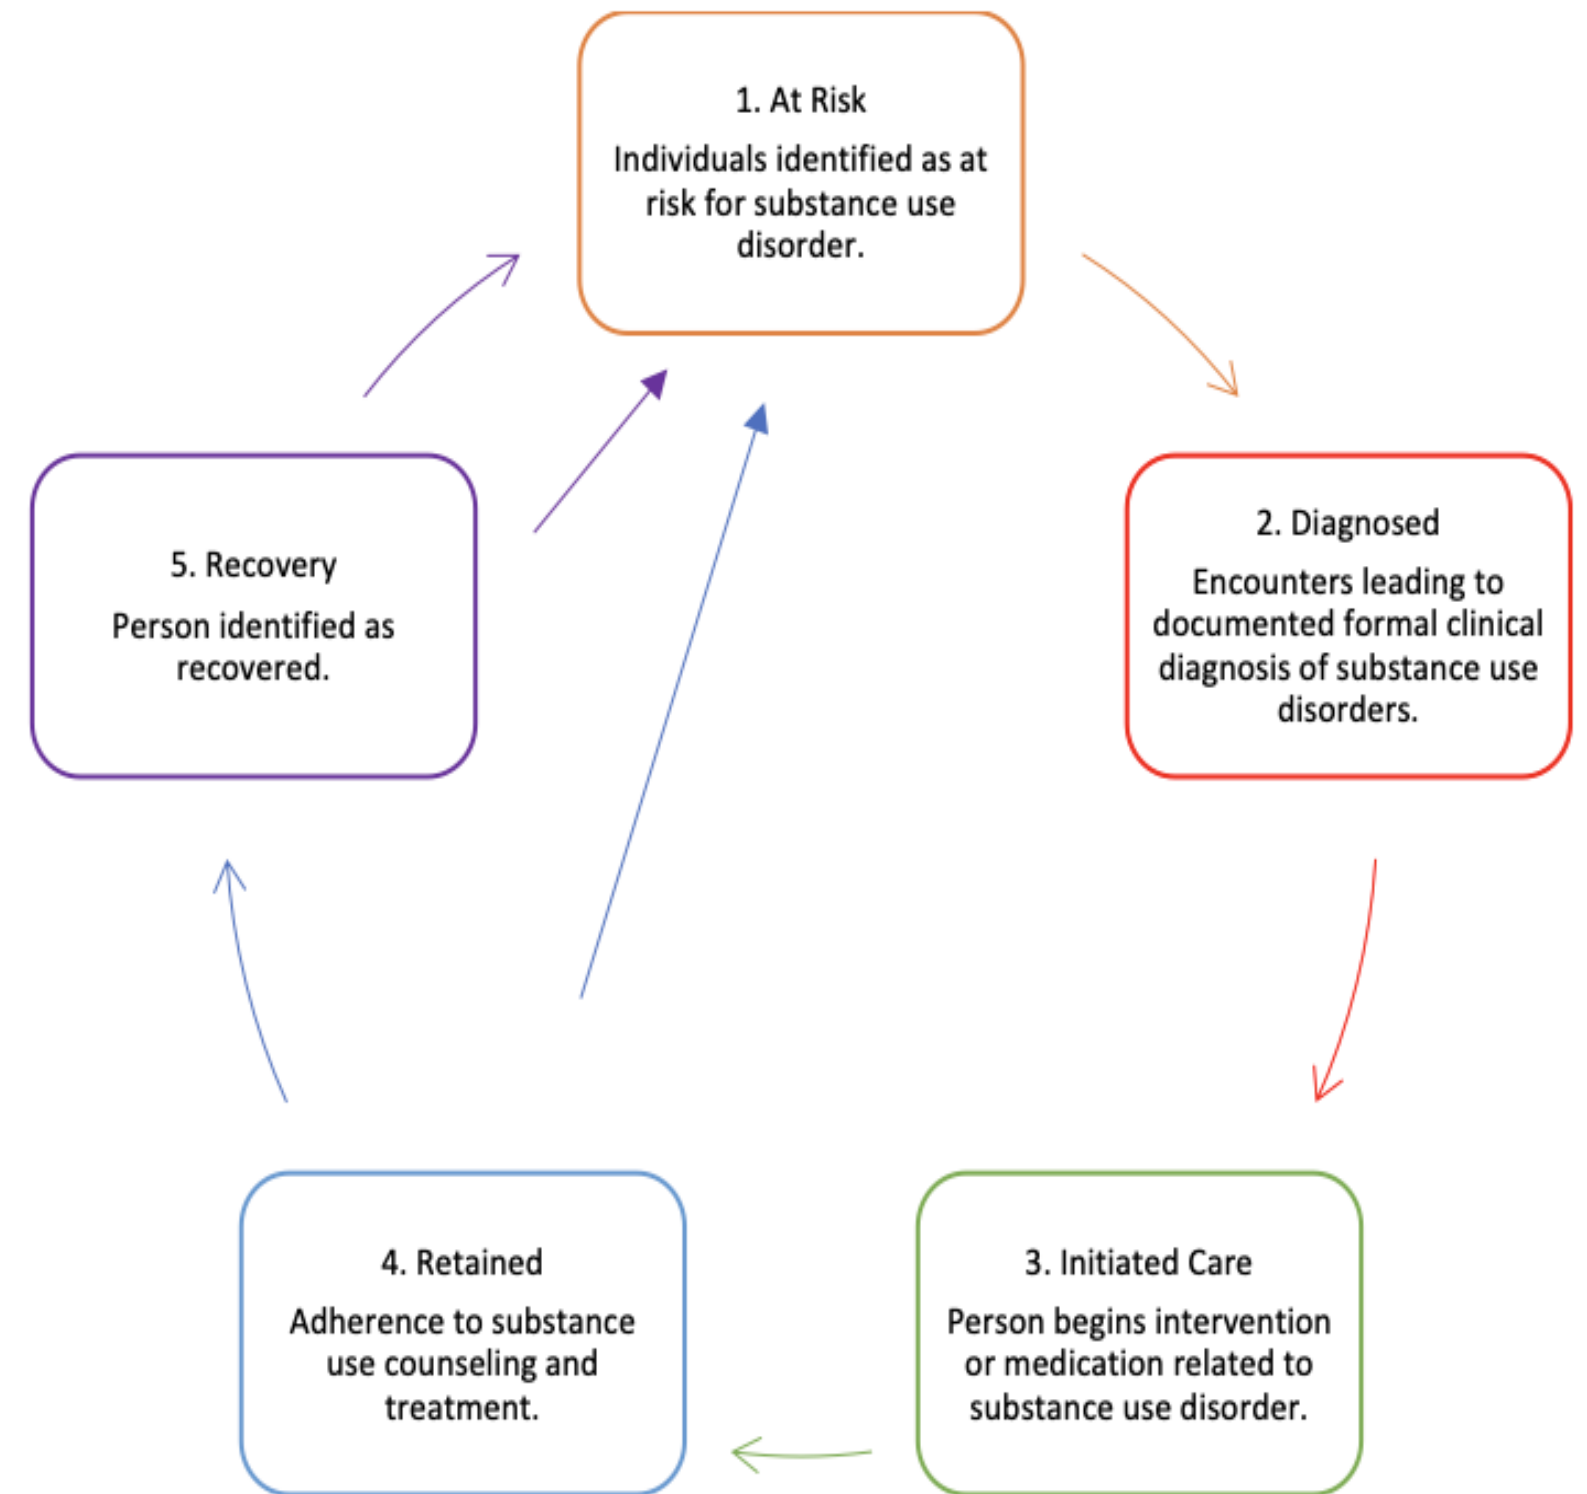 1. At Risk
Individuals identified as at
risk for substance use
disorder.
2. Diagnosed
Encounters leading to
documented formal clinical
diagnosis of substance use
disorders.
3. Initiated Care
Person begins intervention
or medication related to
substance use disorder.
4. Retained
Adherence to substance
use counseling and
treatment.
5. Recovery
Person identified as
recovered.